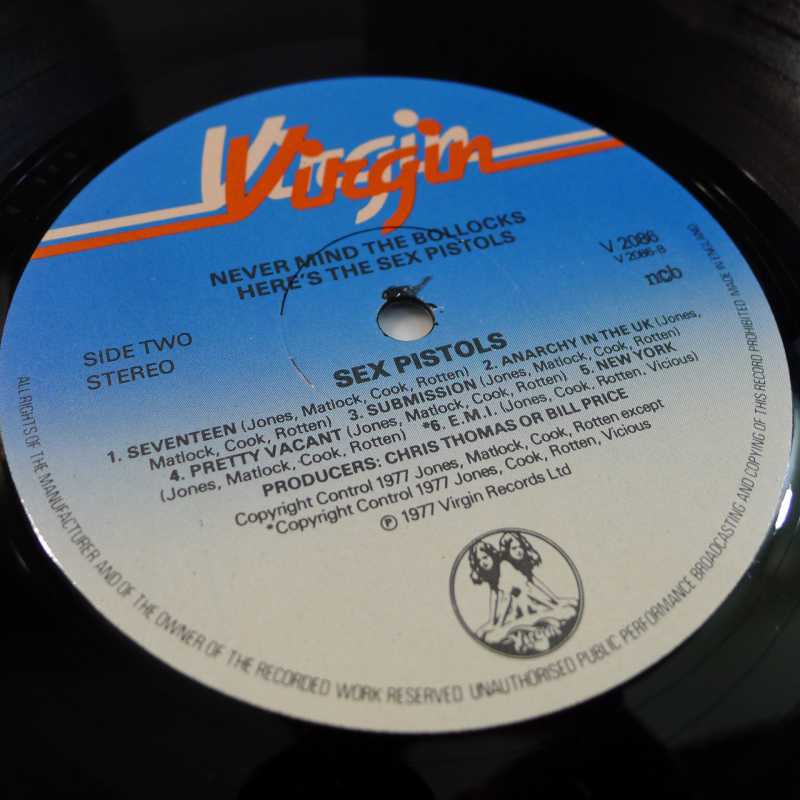 Virgin
NEVER MIND THE BOLLOCKS
HERE'S THE SEX PISTOLS
V 2086
V 2086-B
ncb
SIDE TWO
STEREO
SEX PISTOLS
1. SEVENTEEN (Jones, Matlock, Cook, Rotten) 2. ANARCHY IN THE UK (Jones,
Matlock, Cook, Rotten) 3. SUBMISSION (Jones, Matlock, Cook, Rotten)
4. PRETTY VACANT (Jones, Matlock, Cook, Rotten) 5. NEW YORK
(Jones, Matlock, Cook, Rotten) *6. E.M.I. (Jones, Cook, Rotten, Vicious)
PRODUCERS: CHRIS THOMAS OR BILL PRICE
Copyright Control 1977 Jones, Matlock, Cook, Rotten except
*Copyright Control 1977 Jones, Cook, Rotten, Vicious
℗ 1977 Virgin Records Ltd
VIRGIN
ALL RIGHTS OF THE MANUFACTURER AND OF THE OWNER OF THE RECORDED WORK RESERVED UNAUTHORISED PUBLIC PERFORMANCE BROADCASTING AND COPYING OF THIS RECORD PROHIBITED MADE IN ENGLAND